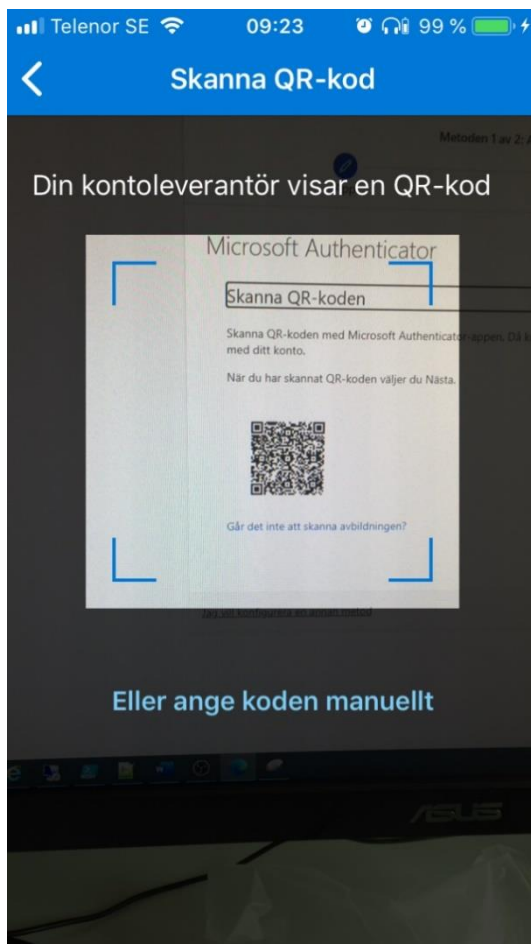 Telenor SE 09:23 99 %
Skanna QR-kod
Metoden 1 av 2: A
Din kontoleverantör visar en QR-kod
Microsoft Authenticator
Skanna QR-koden
Skanna QR-koden med Microsoft Authenticator-appen. Då k
med ditt konto.
När du har skannat QR-koden väljer du Nästa.
Går det inte att skanna avbildningen?
Jag vill konfigurera en annan metod
Eller ange koden manuellt
ASUS